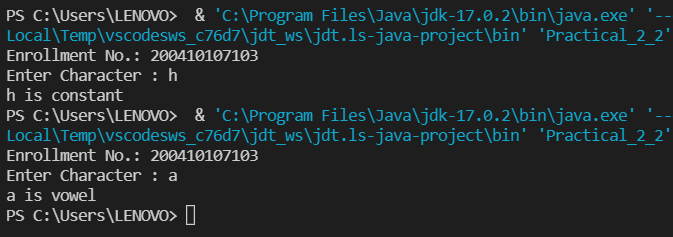 PS C:\Users\LENOVO>  & 'C:\Program Files\Java\jdk-17.0.2\bin\java.exe' '--
Local\Temp\vscodesws_c76d7\jdt_ws\jdt.ls-java-project\bin' 'Practical_2_2'
Enrollment No.: 200410107103
Enter Character : h
h is constant
PS C:\Users\LENOVO>  & 'C:\Program Files\Java\jdk-17.0.2\bin\java.exe' '--
Local\Temp\vscodesws_c76d7\jdt_ws\jdt.ls-java-project\bin' 'Practical_2_2'
Enrollment No.: 200410107103
Enter Character : a
a is vowel
PS C:\Users\LENOVO>